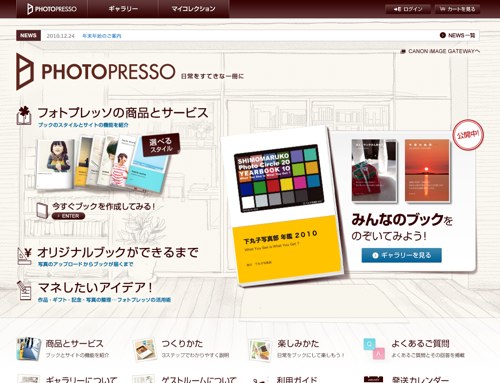 PHOTOPRESSO
ギャラリー
マイコレクション
ログイン
カートを見る
NEWS
2010.12.24
年末年始のご案内
NEWS一覧
CANON iMAGE GATEWAYへ
PHOTOPRESSO
日常をすてきな一冊に
フォトプレッソの商品とサービス
ブックのスタイルとサイトの機能を紹介
選べる
スタイル
今すぐブックを作成してみる!
ENTER
オリジナルブックができるまで
写真のアップロードからブックが届くまで
マネしたいアイデア!
作品・ギフト・記念・写真の整理…フォトプレッソの活用術
SHIMOMARUKO
Photo Circle 20
YEARBOOK 10
What You See Is What You Get ?
下丸子写真部 年鑑 2010
What You See is What You Get ?
公開中!
みんなのブックを
のぞいてみよう!
ギャラリーを見る
商品とサービス
ブックとサイトの機能を紹介
つくりかた
3ステップでわかりやすく説明
楽しみかた
日常をブックにして楽しもう!
よくあるご質問
よくあるご質問とその回答を掲載
ギャラリーについて
ゲストルームについて
利用ガイド
発送カレンダー